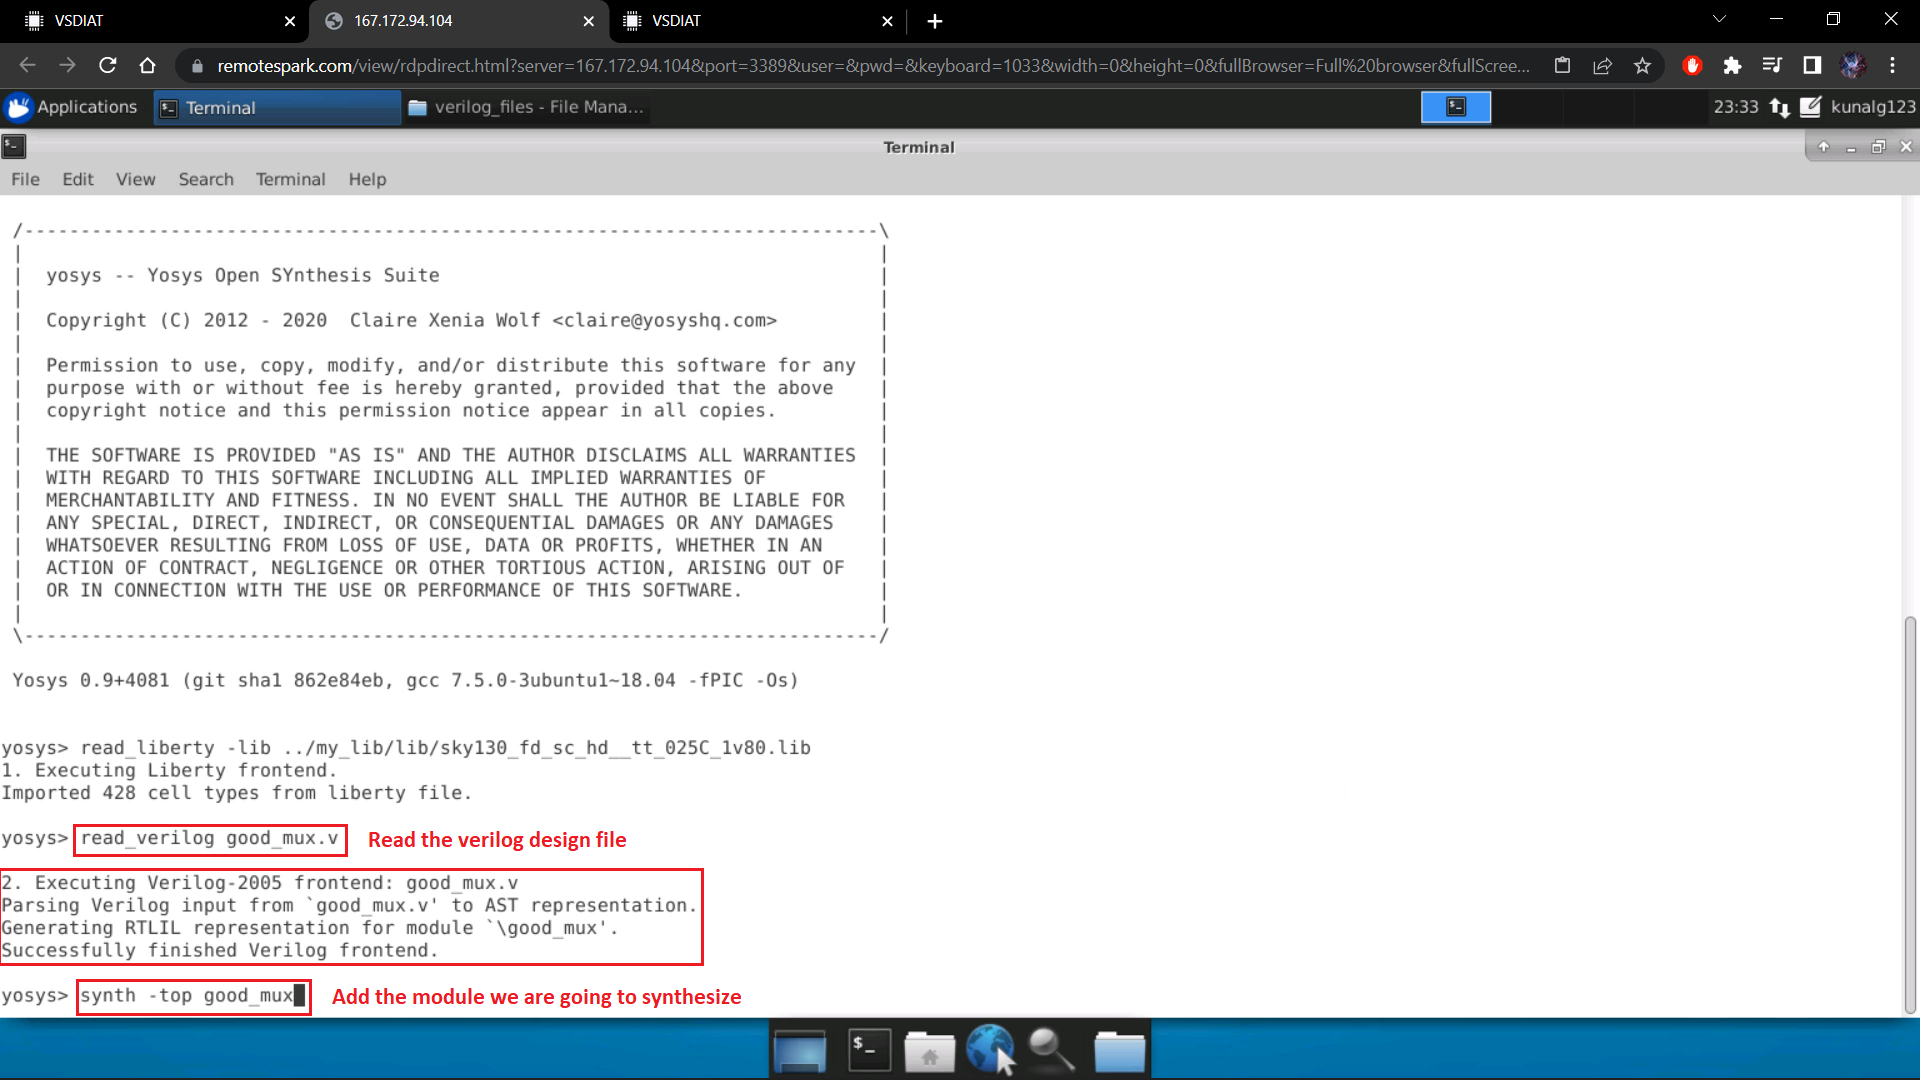 VSDIAT
167.172.94.104
VSDIAT
remotespark.com/view/rdpdirect.html?server=167.172.94.104&port=3389&user=&pwd=&keyboard=1033&width=0&height=0&fullBrowser=Full%20browser&fullScree...
Applications
Terminal
verilog_files - File Mana...
23:33
kunalg123
Terminal
File Edit View Search Terminal Help
/----------------------------------------------------------------------------\
|                                                                            |
|  yosys -- Yosys Open SYnthesis Suite                                       |
|                                                                            |
|  Copyright (C) 2012 - 2020  Claire Xenia Wolf <claire@yosyshq.com>         |
|                                                                            |
|  Permission to use, copy, modify, and/or distribute this software for any  |
|  purpose with or without fee is hereby granted, provided that the above    |
|  copyright notice and this permission notice appear in all copies.         |
|                                                                            |
|  THE SOFTWARE IS PROVIDED "AS IS" AND THE AUTHOR DISCLAIMS ALL WARRANTIES  |
|  WITH REGARD TO THIS SOFTWARE INCLUDING ALL IMPLIED WARRANTIES OF          |
|  MERCHANTABILITY AND FITNESS. IN NO EVENT SHALL THE AUTHOR BE LIABLE FOR   |
|  ANY SPECIAL, DIRECT, INDIRECT, OR CONSEQUENTIAL DAMAGES OR ANY DAMAGES    |
|  WHATSOEVER RESULTING FROM LOSS OF USE, DATA OR PROFITS, WHETHER IN AN     |
|  ACTION OF CONTRACT, NEGLIGENCE OR OTHER TORTIOUS ACTION, ARISING OUT OF   |
|  OR IN CONNECTION WITH THE USE OR PERFORMANCE OF THIS SOFTWARE.            |
|                                                                            |
\----------------------------------------------------------------------------/
Yosys 0.9+4081 (git sha1 862e84eb, gcc 7.5.0-3ubuntu1~18.04 -fPIC -Os)
yosys> read_liberty -lib ../my_lib/lib/sky130_fd_sc_hd__tt_025C_1v80.lib
1. Executing Liberty frontend.
Imported 428 cell types from liberty file.
yosys> read_verilog good_mux.v Read the verilog design file
2. Executing Verilog-2005 frontend: good_mux.v
Parsing Verilog input from `good_mux.v' to AST representation.
Generating RTLIL representation for module `\good_mux'.
Successfully finished Verilog frontend.
yosys> synth -top good_mux Add the module we are going to synthesize